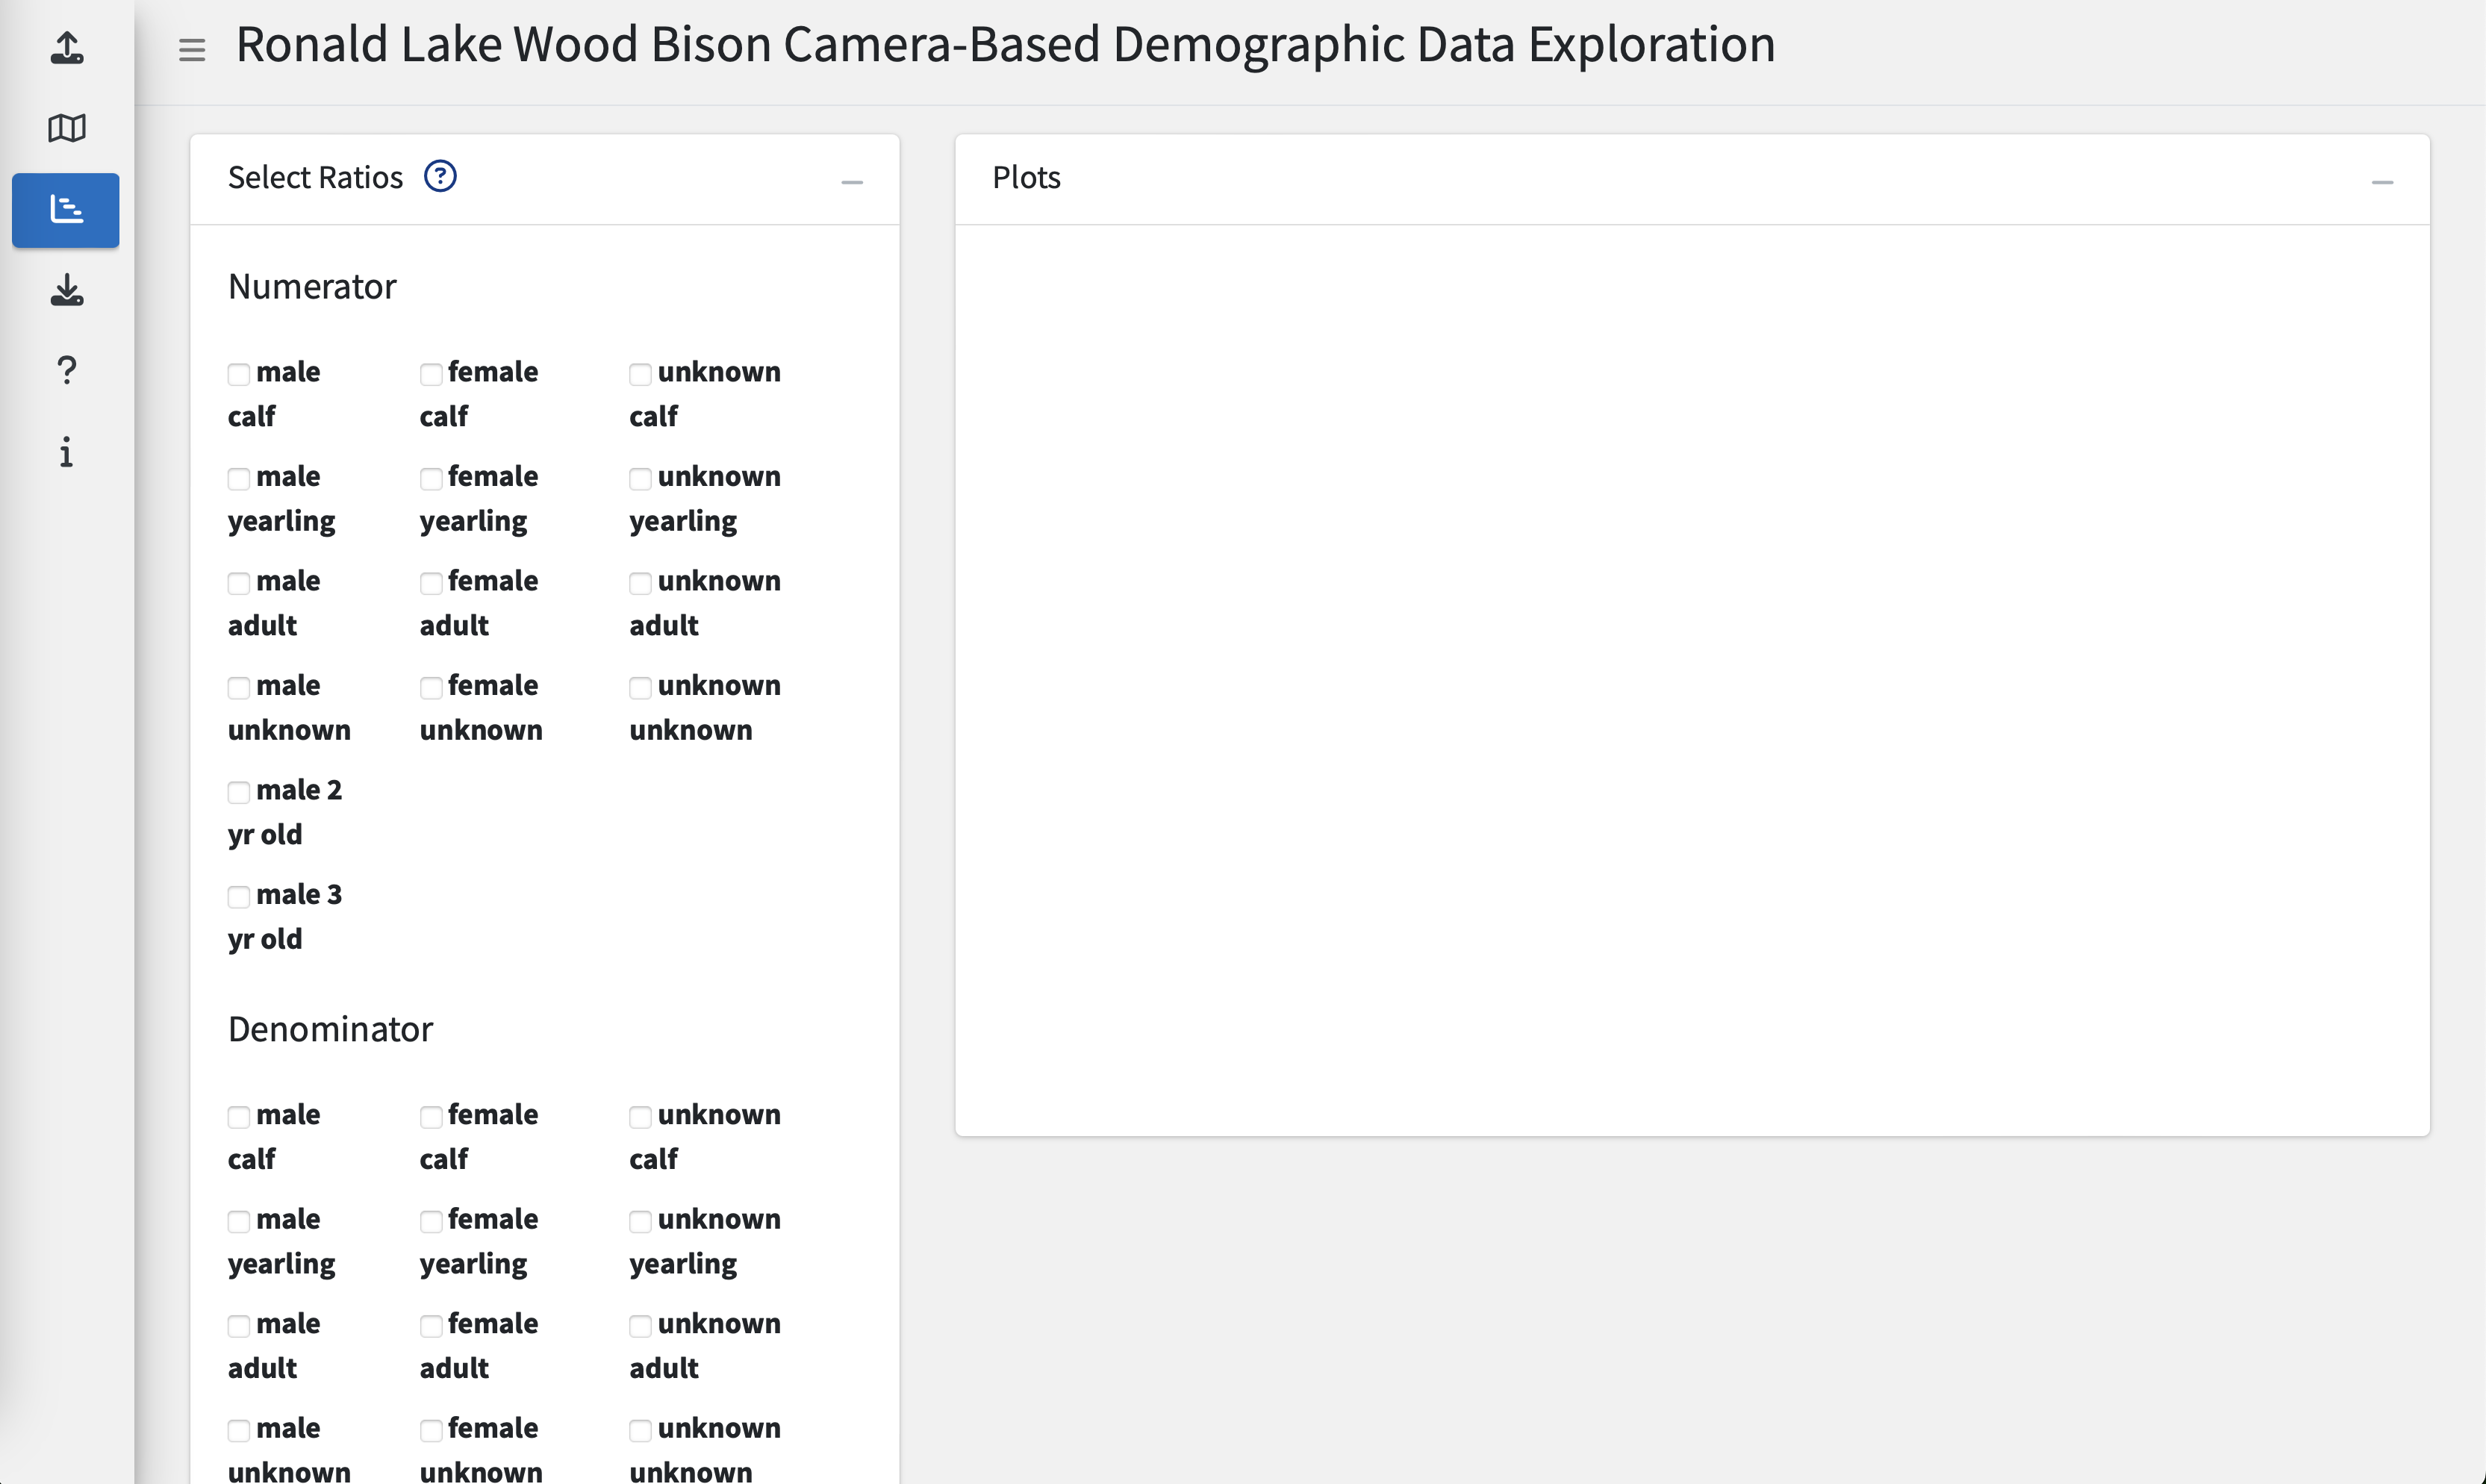 Ronald Lake Wood Bison Camera-Based Demographic Data Exploration
Select Ratios ?
Numerator
male calf
female calf
unknown calf
male yearling
female yearling
unknown yearling
male adult
female adult
unknown adult
male unknown
female unknown
unknown unknown
male 2 yr old
male 3 yr old
Denominator
male calf
female calf
unknown calf
male yearling
female yearling
unknown yearling
male adult
female adult
unknown adult
male unknown
female unknown
unknown unknown
Plots